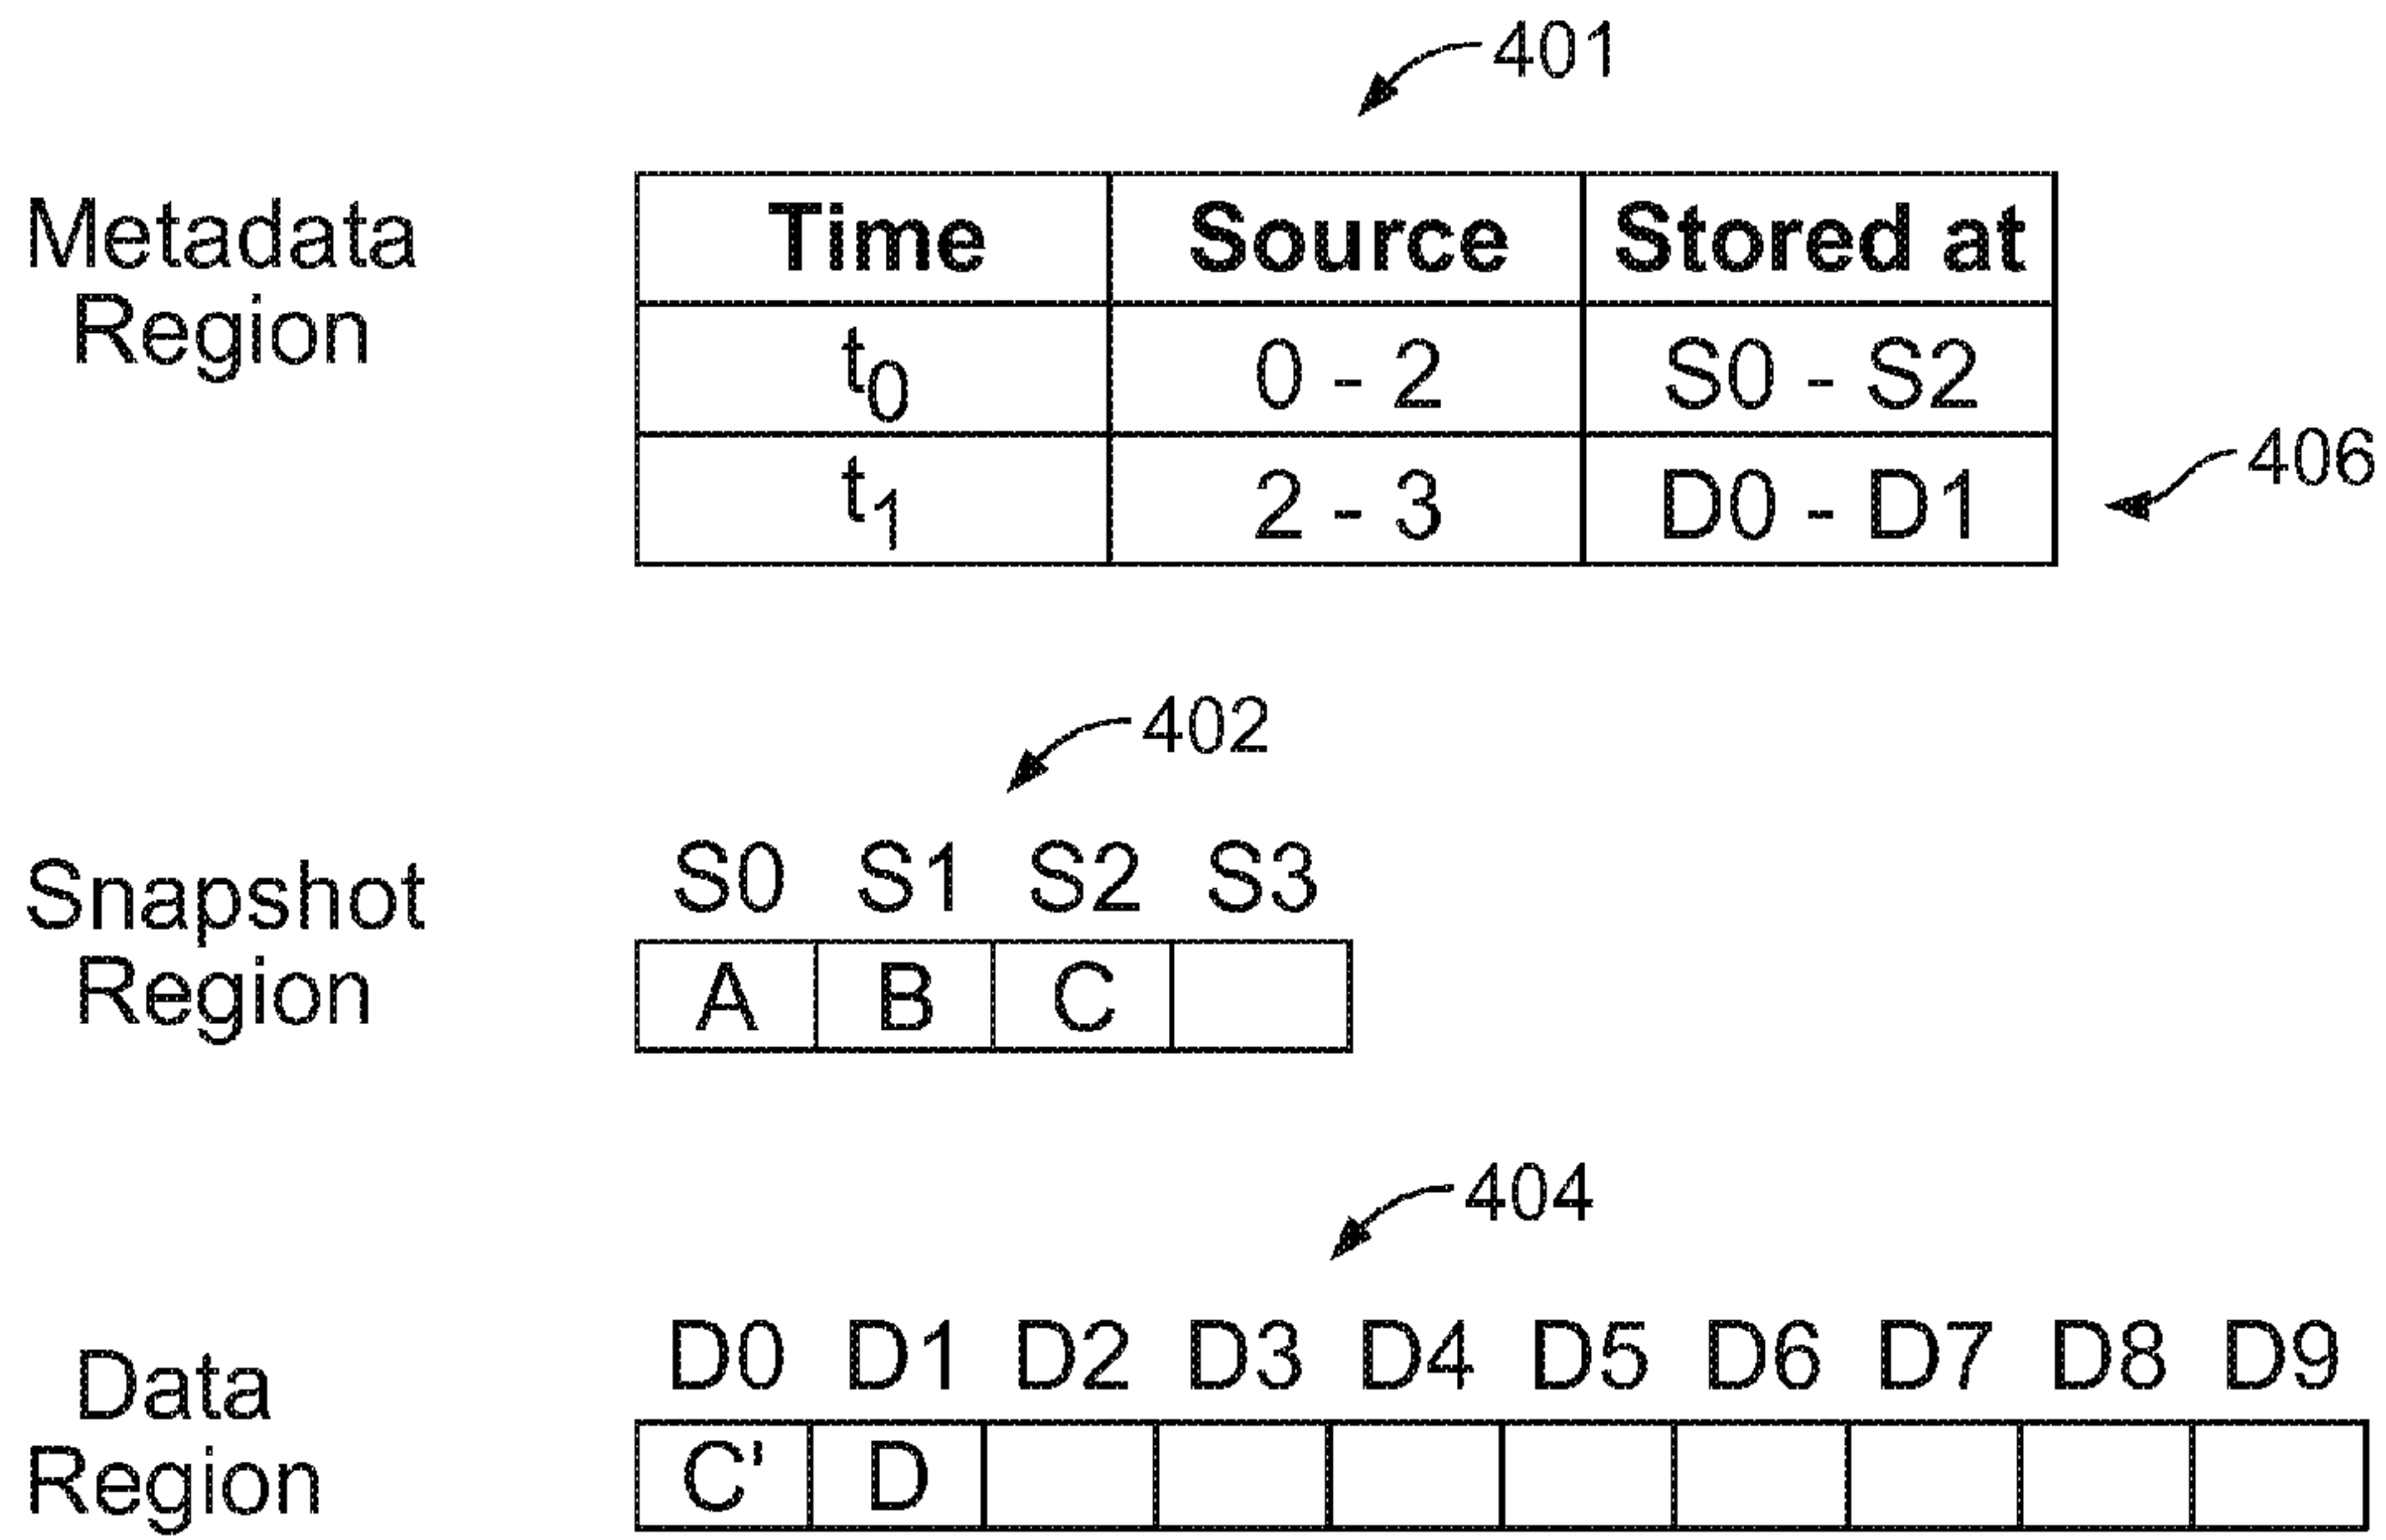 401
Metadata
Region
Time Source Stored at
t0 0 - 2 S0 - S2
t1 2 - 3 D0 - D1
406
402
Snapshot
Region
S0 S1 S2 S3
A B C
404
Data
Region
D0 D1 D2 D3 D4 D5 D6 D7 D8 D9
C' D